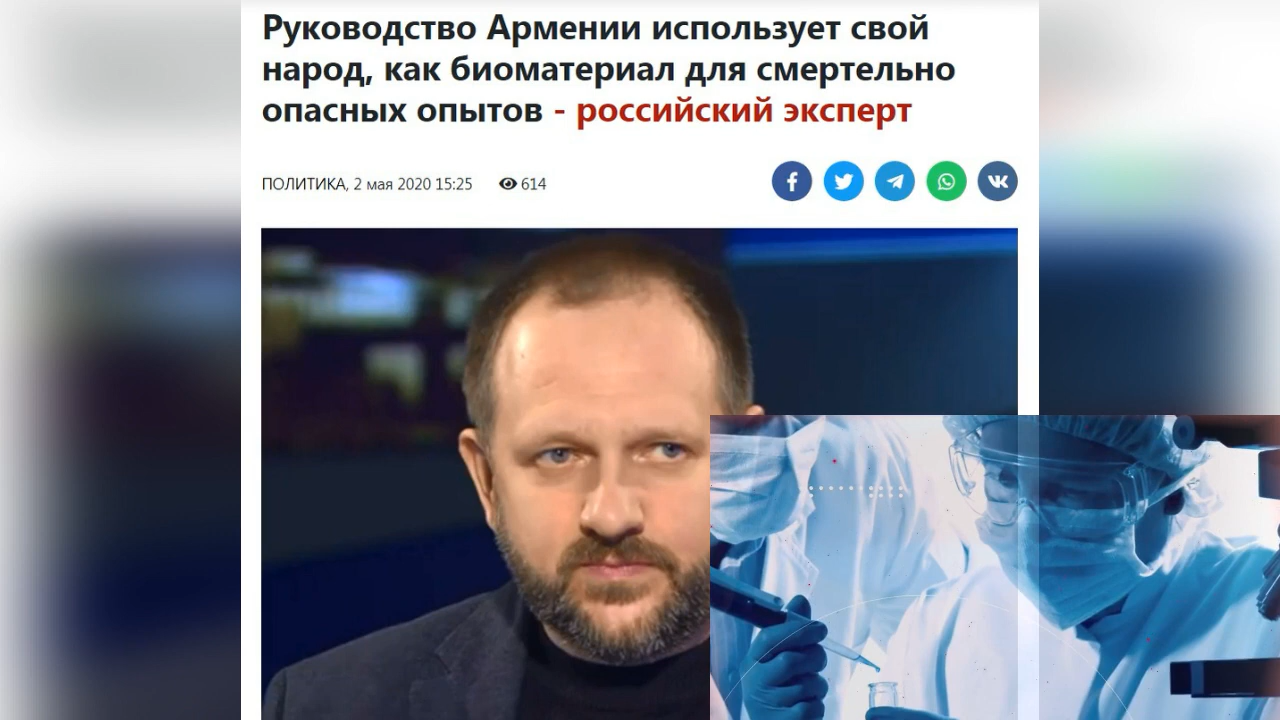 Руководство Армении использует свой
народ, как биоматериал для смертельно
опасных опытов - российский эксперт
ПОЛИТИКА, 2 мая 2020 15:25 614